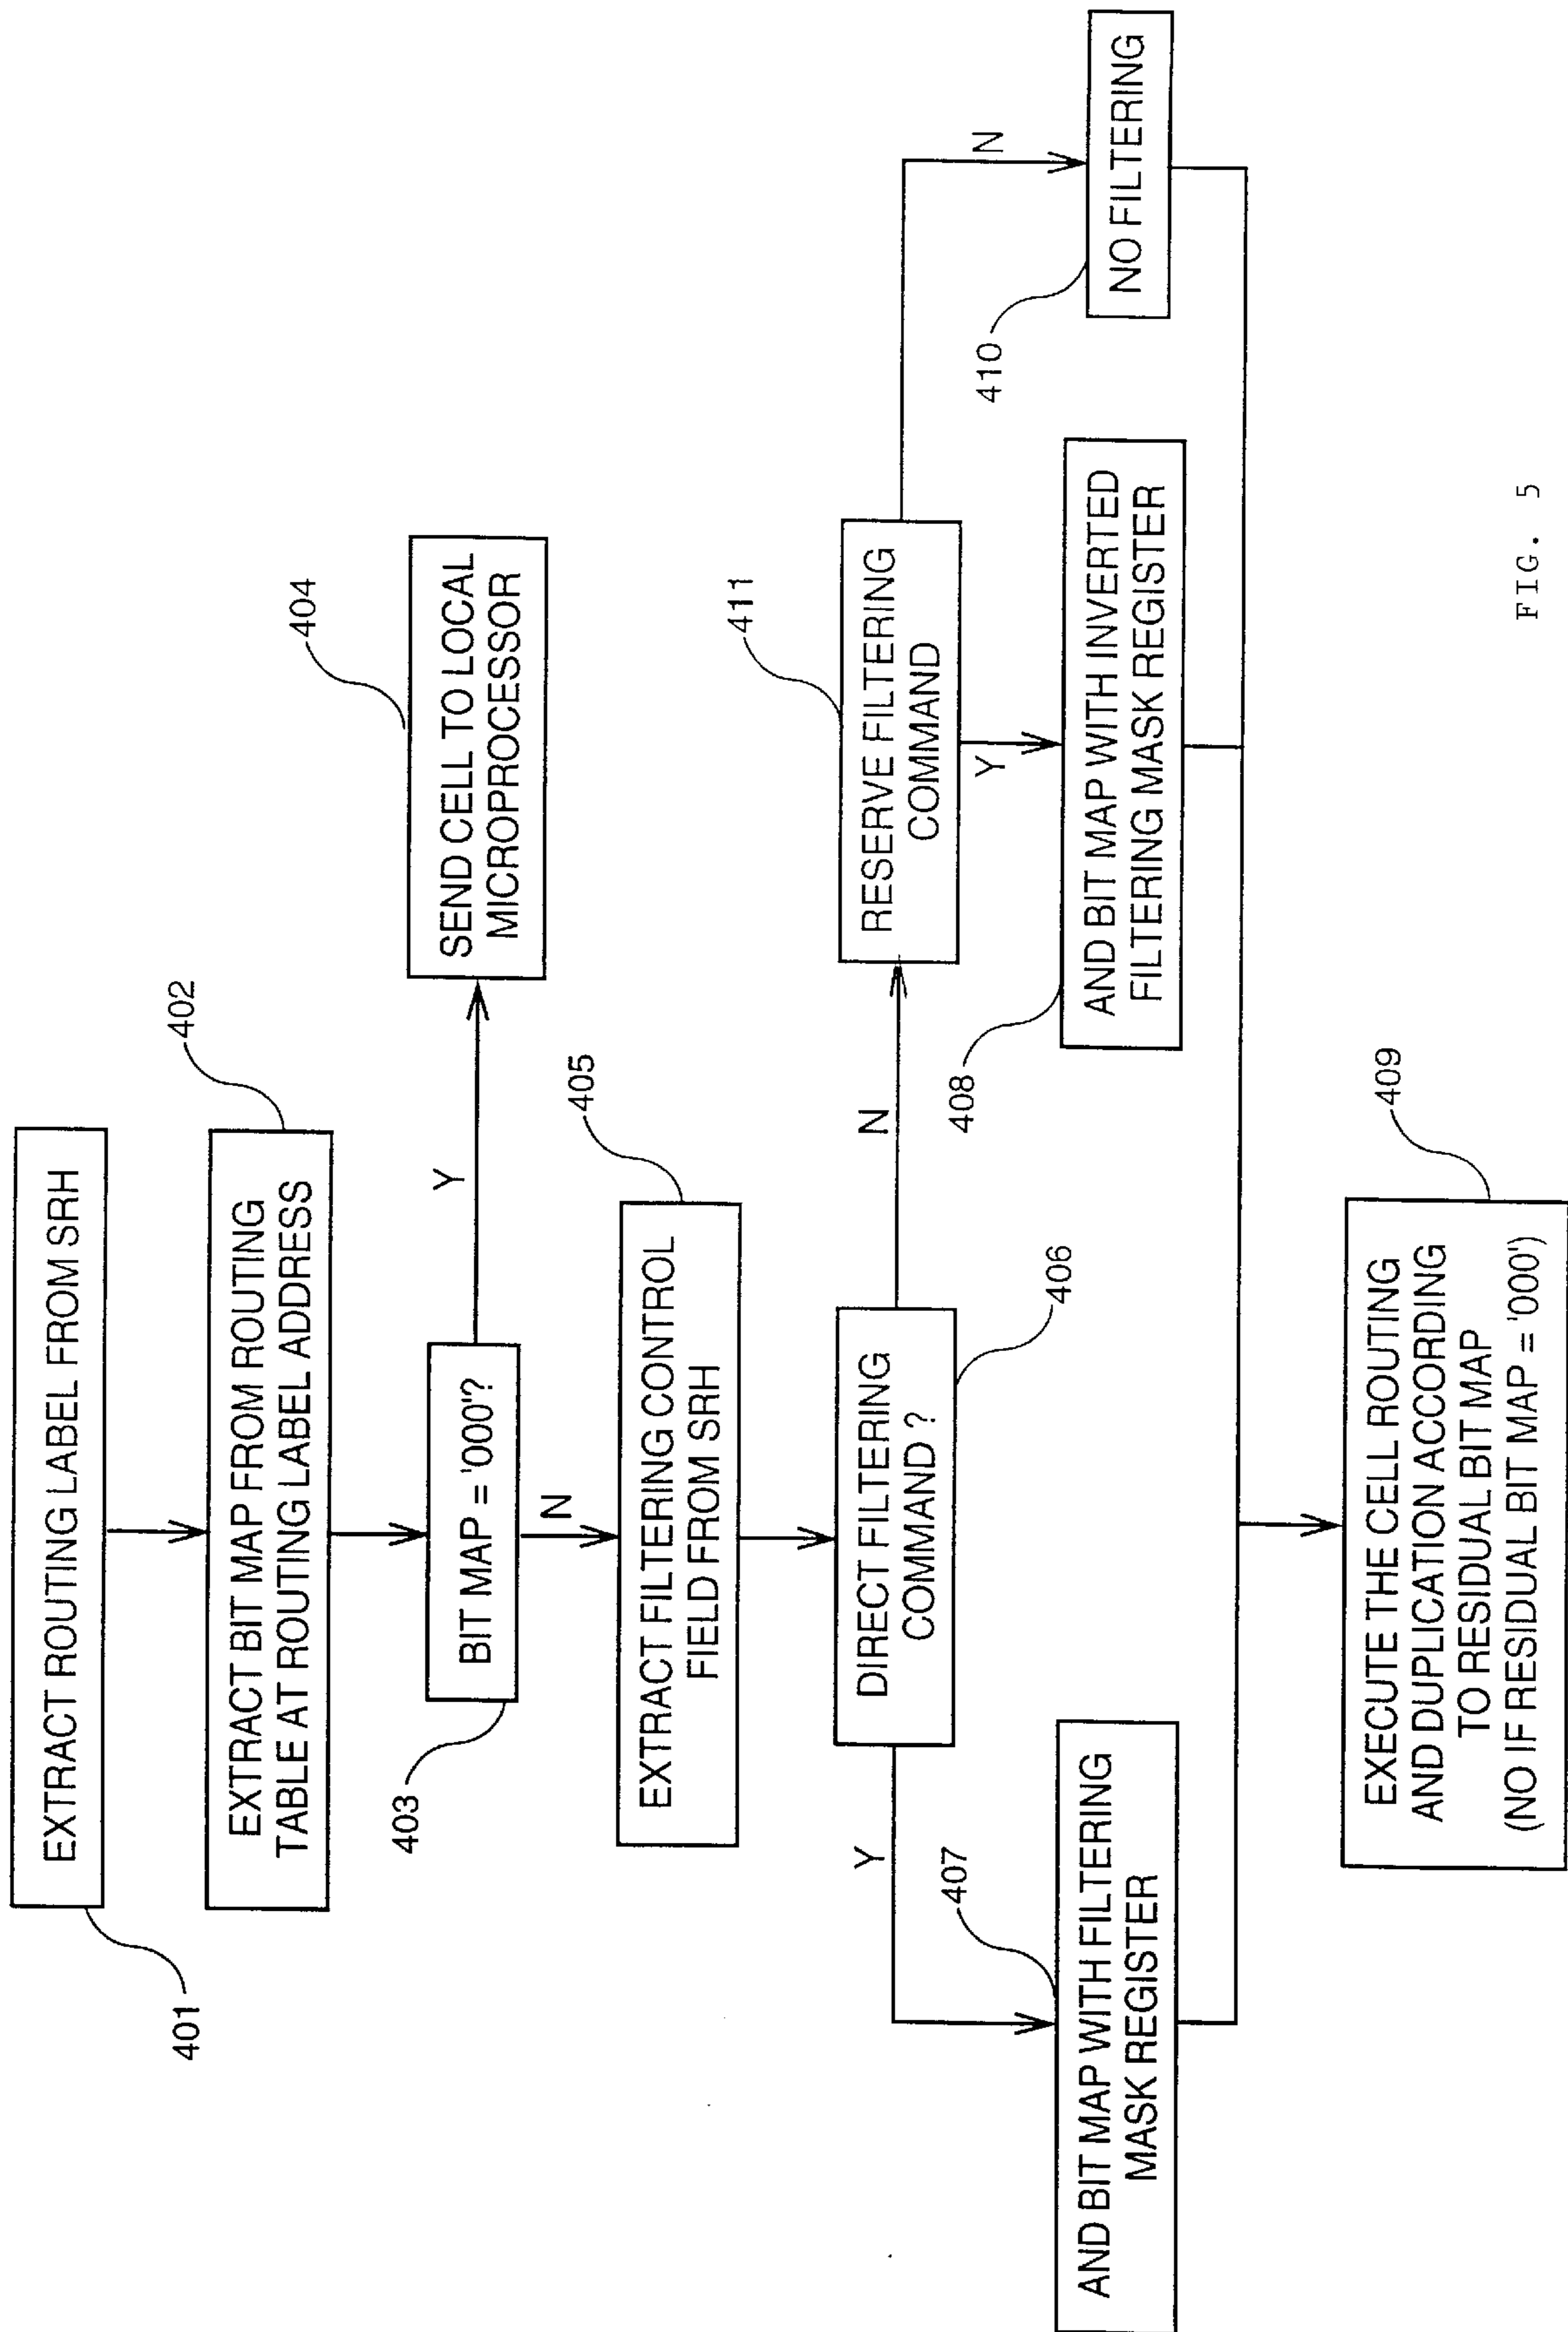 EXTRACT ROUTING LABEL FROM SRH
401
EXTRACT BIT MAP FROM ROUTING
TABLE AT ROUTING LABEL ADDRESS
402
BIT MAP = '000'?
403
Y
N
SEND CELL TO LOCAL
MICROPROCESSOR
404
EXTRACT FILTERING CONTROL
FIELD FROM SRH
405
DIRECT FILTERING
COMMAND ?
406
Y
N
RESERVE FILTERING
COMMAND
411
Y
N
AND BIT MAP WITH FILTERING
MASK REGISTER
407
AND BIT MAP WITH INVERTED
FILTERING MASK REGISTER
408
NO FILTERING
410
EXECUTE THE CELL ROUTING
AND DUPLICATION ACCORDING
TO RESIDUAL BIT MAP
(NO IF RESIDUAL BIT MAP = '000')
409
FIG. 5